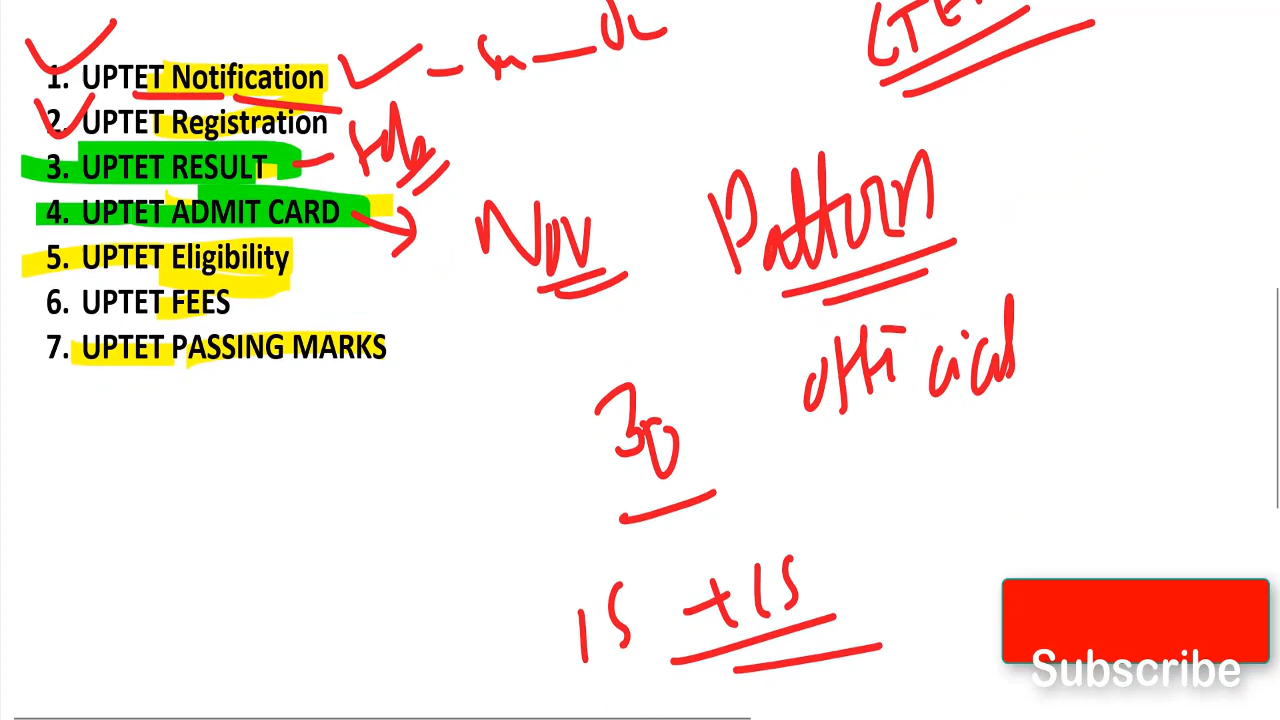 1. UPTET Notification
2. UPTET Registration
3. UPTET RESULT
4. UPTET ADMIT CARD
5. UPTET Eligibility
6. UPTET FEES
7. UPTET PASSING MARKS
Nov
Pattern
official
30
15 + 15
Subscribe